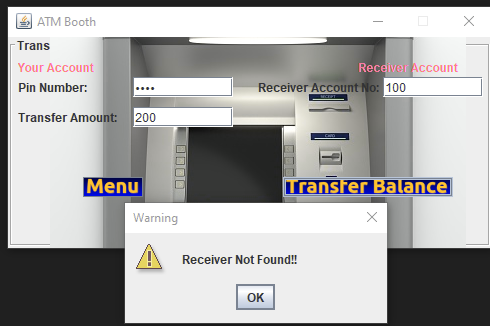 ATM Booth
Trans
Your Account Receiver Account
Pin Number: •••• Receiver Account No: 100
RECEIPT
Transfer Amount: 200
CARD
Menu Transfer Balance
Warning
Receiver Not Found!!
OK